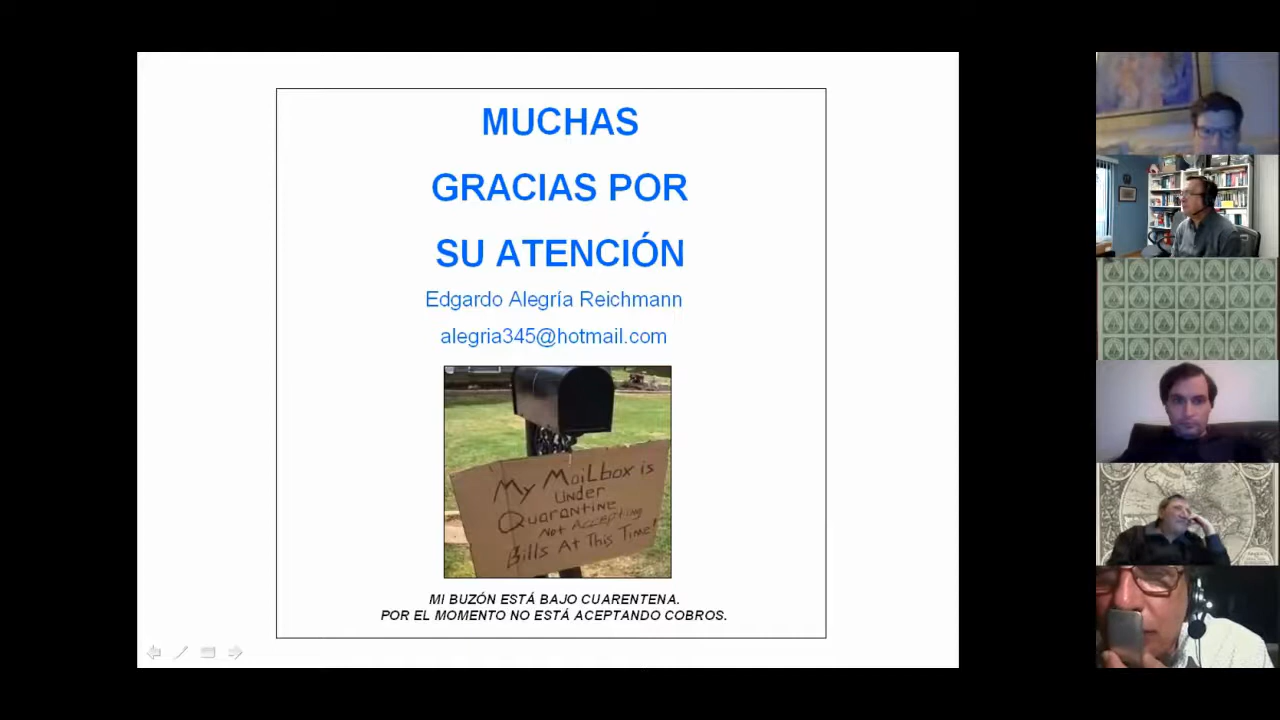 MUCHAS
GRACIAS POR
SU ATENCIÓN
Edgardo Alegría Reichmann
alegria345@hotmail.com
My MaiLbox is
Under
Quarantine
Not Accepting
Bills At This Time!
MI BUZÓN ESTÁ BAJO CUARENTENA.
POR EL MOMENTO NO ESTÁ ACEPTANDO COBROS.